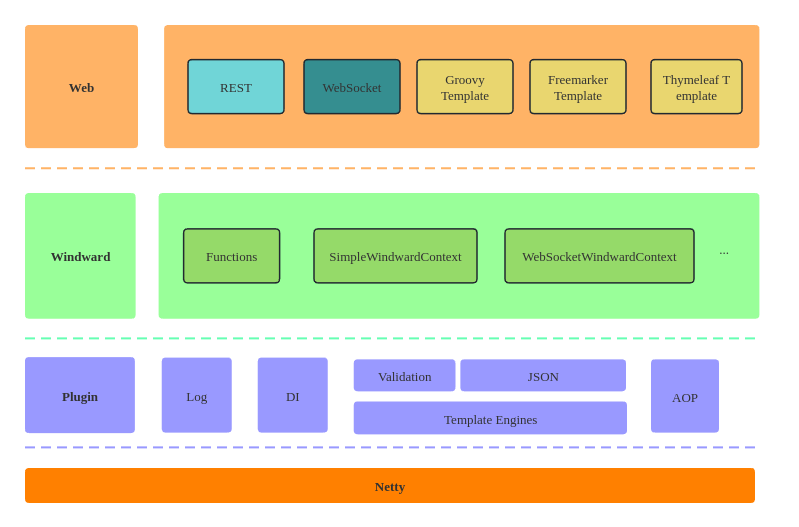 Web
REST
WebSocket
Groovy
Template
Freemarker
Template
Thymeleaf T
emplate
Windward
Functions
SimpleWindwardContext
WebSocketWindwardContext
...
Plugin
Log
DI
Validation
JSON
Template Engines
AOP
Netty